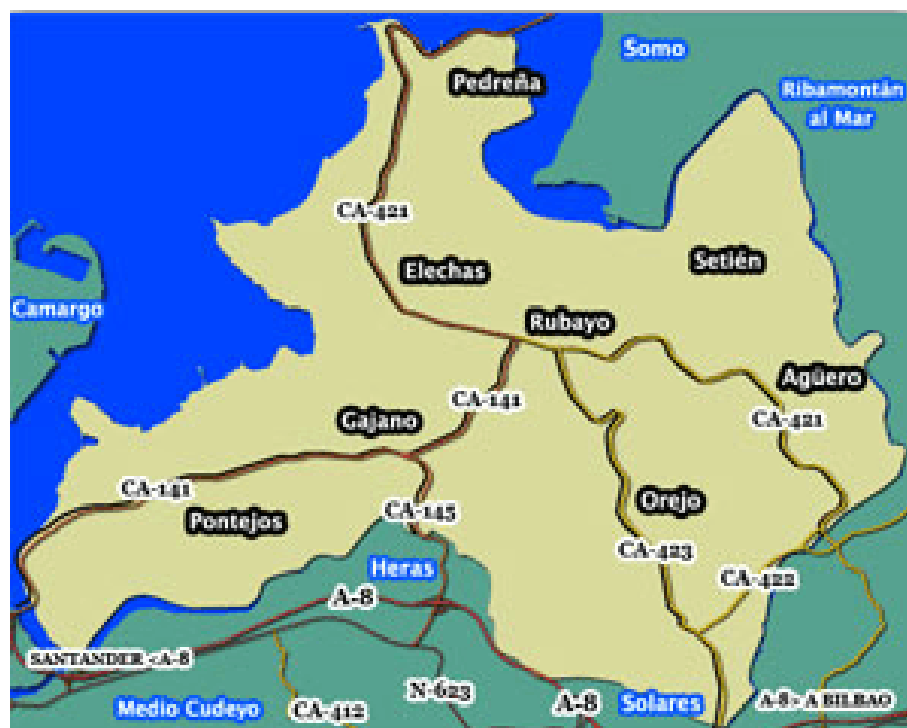 Somo
Pedreña
Ribamontán
al Mar
CA-421
Setién
Elechas
Camargo
Rubayo
Agüero
CA-141
Gajano
CA-421
CA-141
Orejo
CA-145
Pontejos
CA-423
Heras
CA-422
A-8
SANTANDER <A-8
N-623
A-8
Solares
A-8> A BILBAO
Medio Cudeyo
CA-412